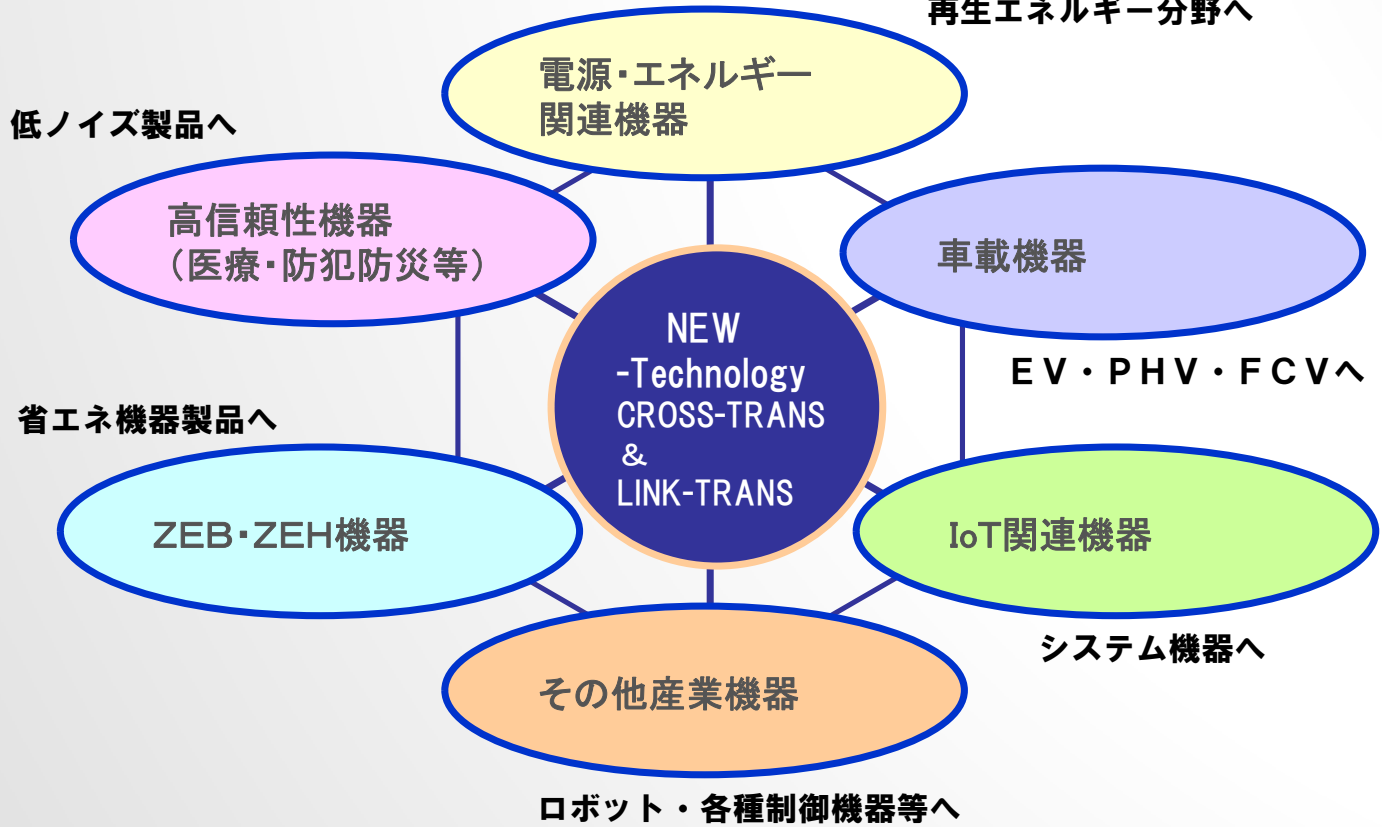 再生エネルギー分野へ
電源・エネルギー
関連機器
低ノイズ製品へ
高信頼性機器
（医療・防犯防災等）
車載機器
EV・PHV・FCVへ
NEW
-Technology
CROSS-TRANS
＆
LINK-TRANS
省エネ機器製品へ
ZEB・ZEH機器
IoT関連機器
システム機器へ
その他産業機器
ロボット・各種制御機器等へ